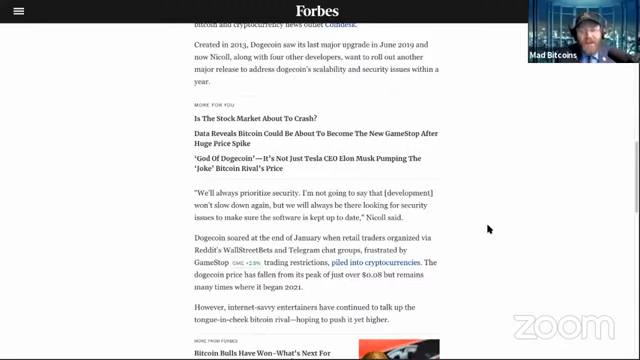 Forbes
bitcoin and cryptocurrency news outlet Coindesk.
Created in 2013, Dogecoin saw its last major upgrade in June 2019 and
now Nicoll, along with four other developers, want to roll out another
major release to address dogecoin's scalability and security issues within a
year.
MORE FOR YOU
Is The Stock Market About To Crash?
Data Reveals Bitcoin Could Be About To Become The New GameStop After
Huge Price Spike
'God Of Dogecoin'—It's Not Just Tesla CEO Elon Musk Pumping The
'Joke' Bitcoin Rival's Price
"We'll always prioritize security. I'm not going to say that [development]
won't slow down again, but we will always be there looking for security
issues to make sure the software is kept up to date," Nicoll said.
Dogecoin soared at the end of January when retail traders organized via
Reddit's WallStreetBets and Telegram chat groups, frustrated by
GameStop GME +2.5% trading restrictions, piled into cryptocurrencies. The
dogecoin price has fallen from its peak of just over $0.08 but remains
many times where it began 2021.
However, internet-savvy entertainers have continued to talk up the
tongue-in-cheek bitcoin rival—hoping to push it yet higher.
MORE FROM FORBES
Bitcoin Bulls Have Won–What's Next For
Mad Bitcoins
zoom